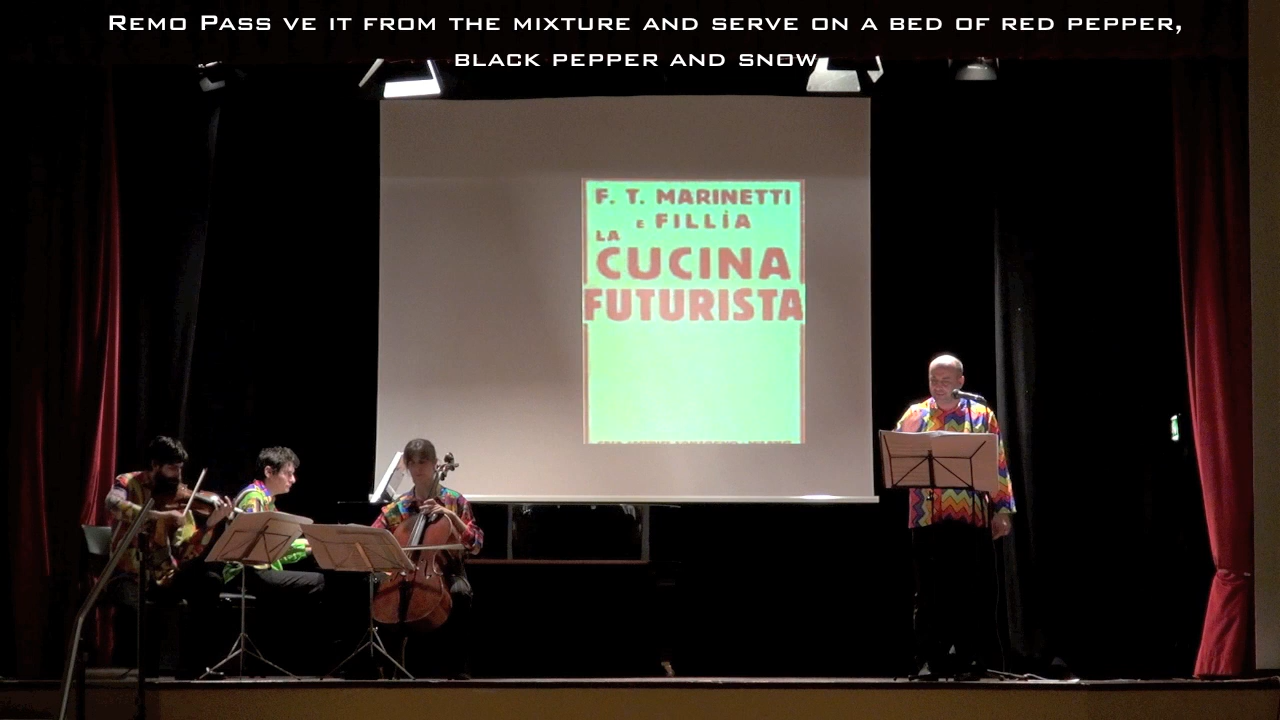 Remo Pass ve it from the mixture and serve on a bed of red pepper,
black pepper and snow
F. T. MARINETTI
E FILLÌA
LA
CUCINA
FUTURISTA